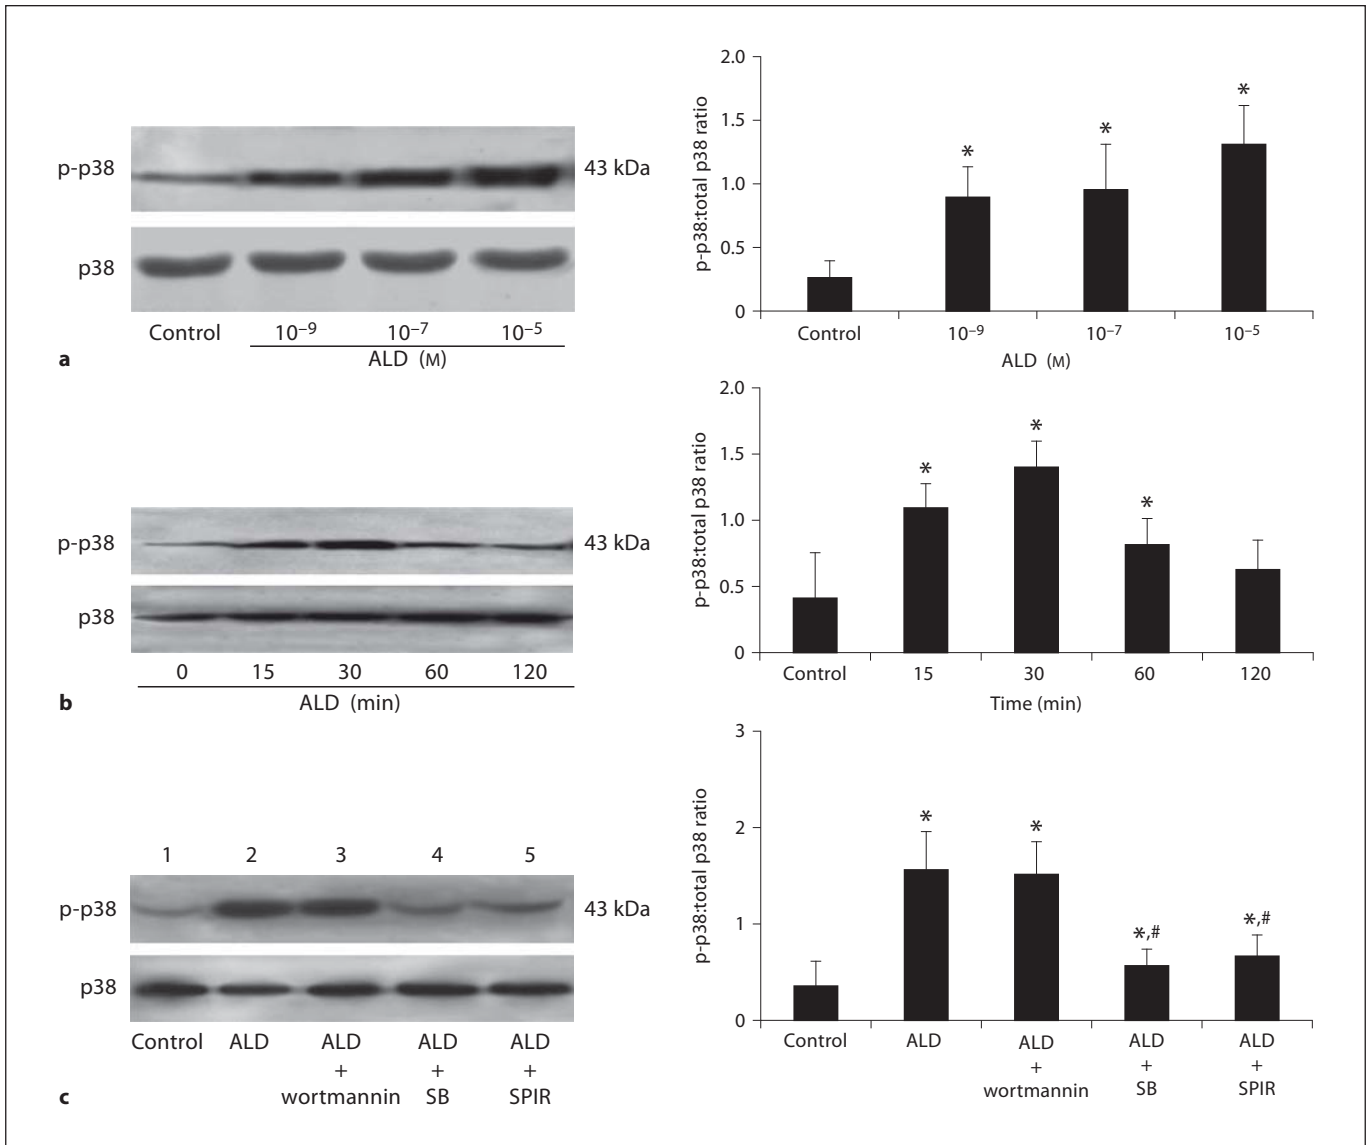 p-p38 43 kDa
p38
Control 10⁻⁹ 10⁻⁷ 10⁻⁵
ALD (M)
a
2.0
1.5
1.0
0.5
0
p-p38:total p38 ratio
* * *
Control 10⁻⁹ 10⁻⁷ 10⁻⁵
ALD (M)
p-p38 43 kDa
p38
0 15 30 60 120
ALD (min)
b
2.0
1.5
1.0
0.5
0
p-p38:total p38 ratio
* * *
Control 15 30 60 120
Time (min)
1 2 3 4 5
p-p38 43 kDa
p38
Control ALD ALD ALD ALD
+ + +
wortmannin SB SPIR
c
3
2
1
0
p-p38:total p38 ratio
* * *,# *,#
Control ALD ALD ALD ALD
+ + +
wortmannin SB SPIR